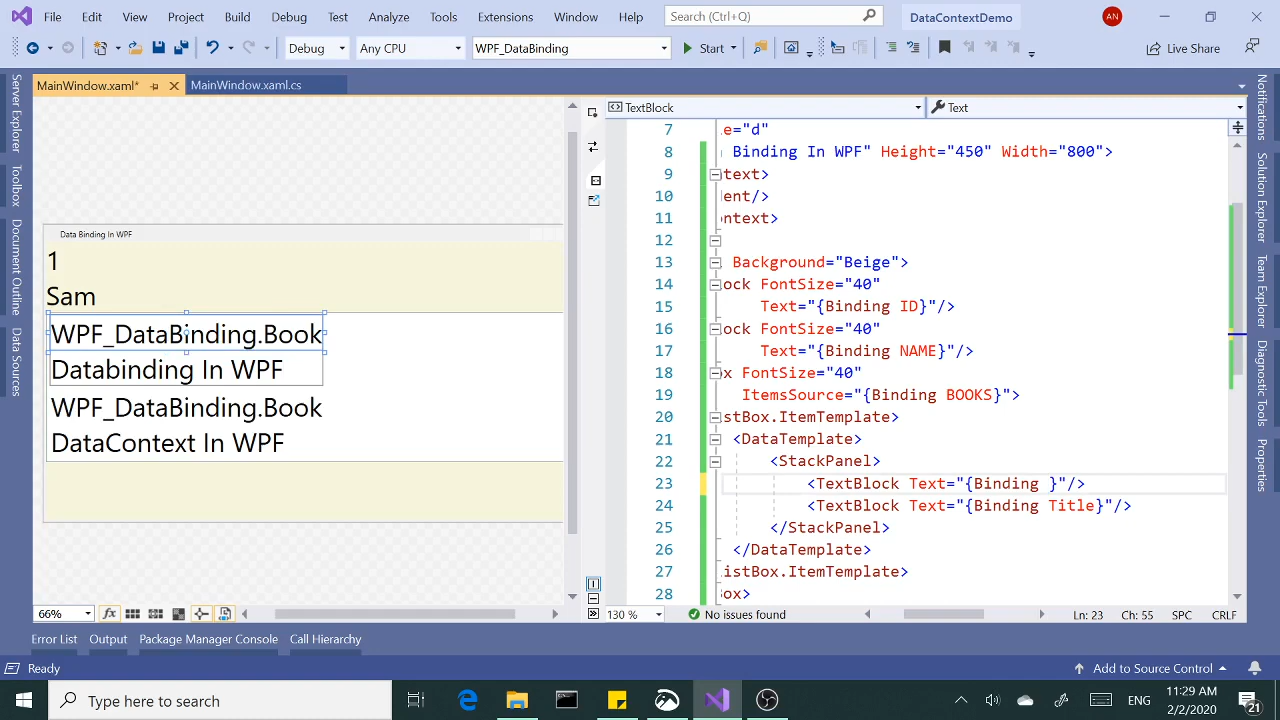 File Edit View Project Build Debug Test Analyze Tools Extensions Window Help Search (Ctrl+Q) DataContextDemo AN
Debug Any CPU WPF_DataBinding Start Live Share
MainWindow.xaml* MainWindow.xaml.cs
TextBlock Text
Server Explorer
Toolbox
Document Outline
Data Sources
Data Binding In WPF
1
Sam
WPF_DataBinding.Book
Databinding In WPF
WPF_DataBinding.Book
DataContext In WPF
66%
7 le="d"
8 Binding In WPF" Height="450" Width="800">
9 ntext>
10 ent/>
11 ontext>
12
13 Background="Beige">
14 ock FontSize="40"
15 Text="{Binding ID}"/>
16 ock FontSize="40"
17 Text="{Binding NAME}"/>
18 ox FontSize="40"
19 ItemsSource="{Binding BOOKS}">
20 stBox.ItemTemplate>
21 <DataTemplate>
22 <StackPanel>
23 <TextBlock Text="{Binding }"/>
24 <TextBlock Text="{Binding Title}"/>
25 </StackPanel>
26 </DataTemplate>
27 istBox.ItemTemplate>
28 ox>
130 % No issues found Ln: 23 Ch: 55 SPC CRLF
Notifications
Solution Explorer
Team Explorer
Diagnostic Tools
Properties
Error List Output Package Manager Console Call Hierarchy
Ready Add to Source Control
Type here to search ENG 11:29 AM
2/2/2020 21